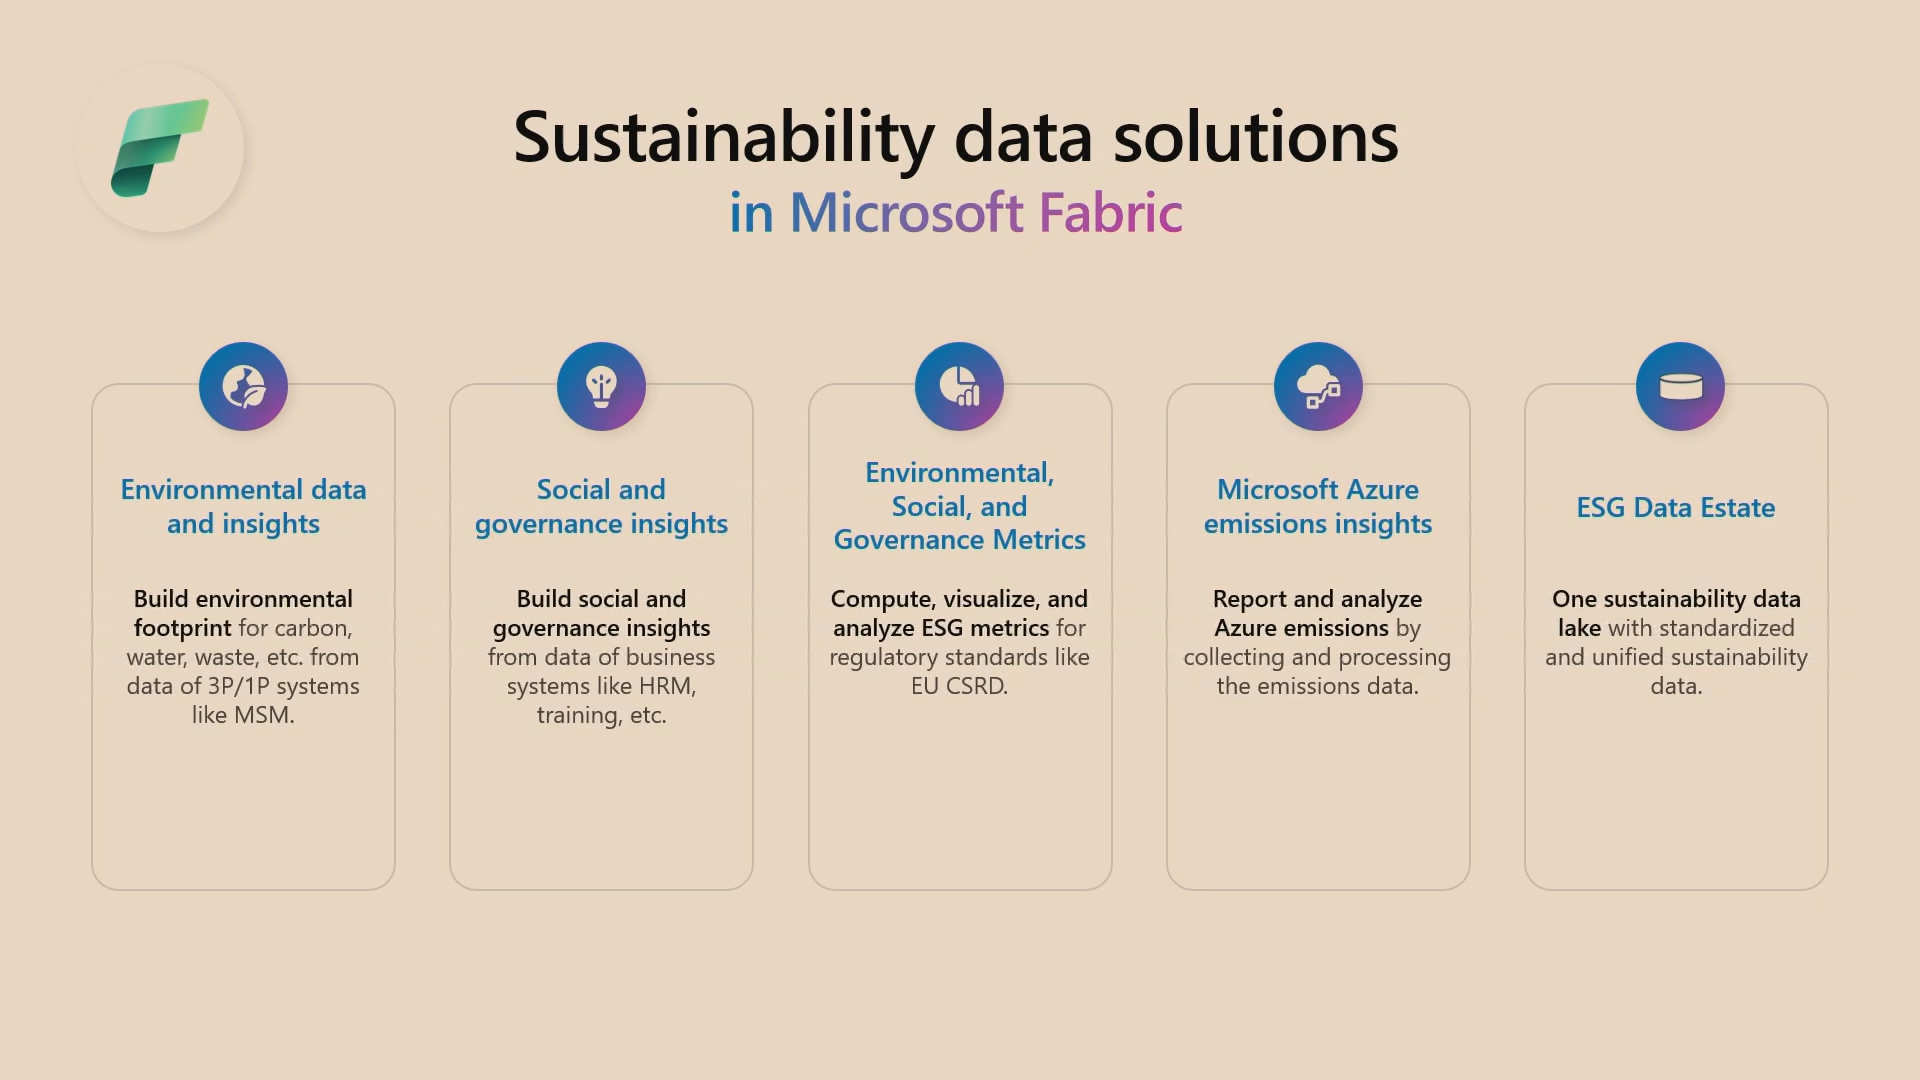 Sustainability data solutions
in Microsoft Fabric
Environmental data
and insights
Build environmental
footprint for carbon,
water, waste, etc. from
data of 3P/1P systems
like MSM.
Social and
governance insights
Build social and
governance insights
from data of business
systems like HRM,
training, etc.
Environmental,
Social, and
Governance Metrics
Compute, visualize, and
analyze ESG metrics for
regulatory standards like
EU CSRD.
Microsoft Azure
emissions insights
Report and analyze
Azure emissions by
collecting and processing
the emissions data.
ESG Data Estate
One sustainability data
lake with standardized
and unified sustainability
data.